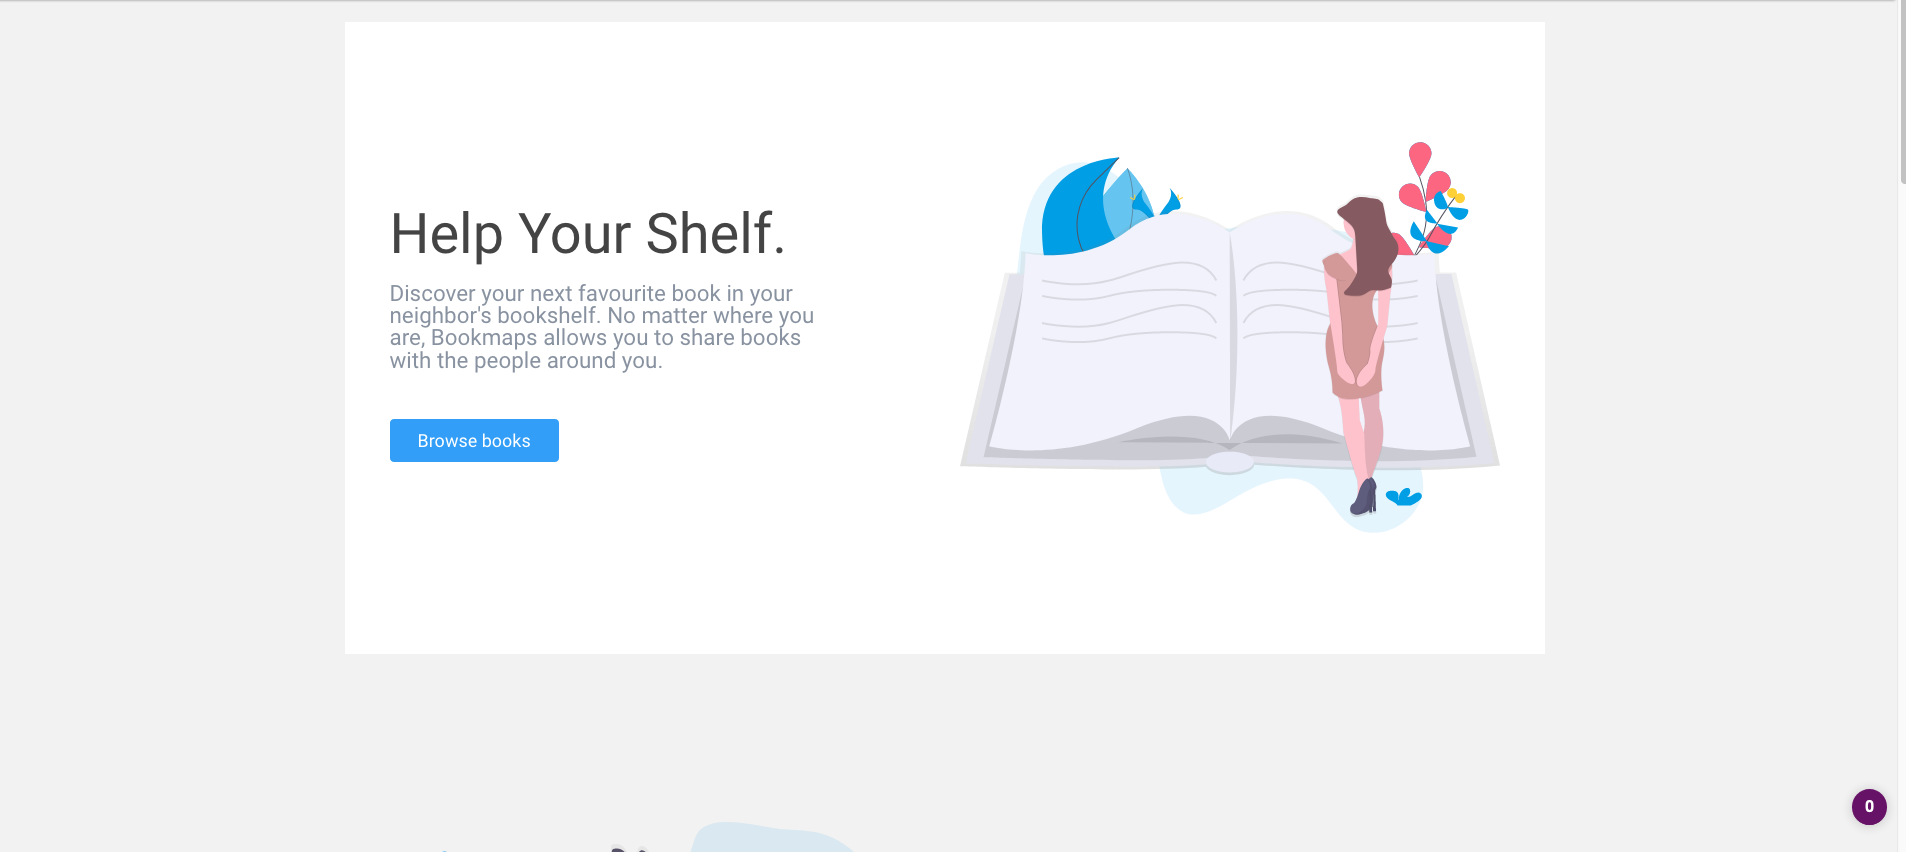 Help Your Shelf.
Discover your next favourite book in your
neighbor's bookshelf. No matter where you
are, Bookmaps allows you to share books
with the people around you.
Browse books
0